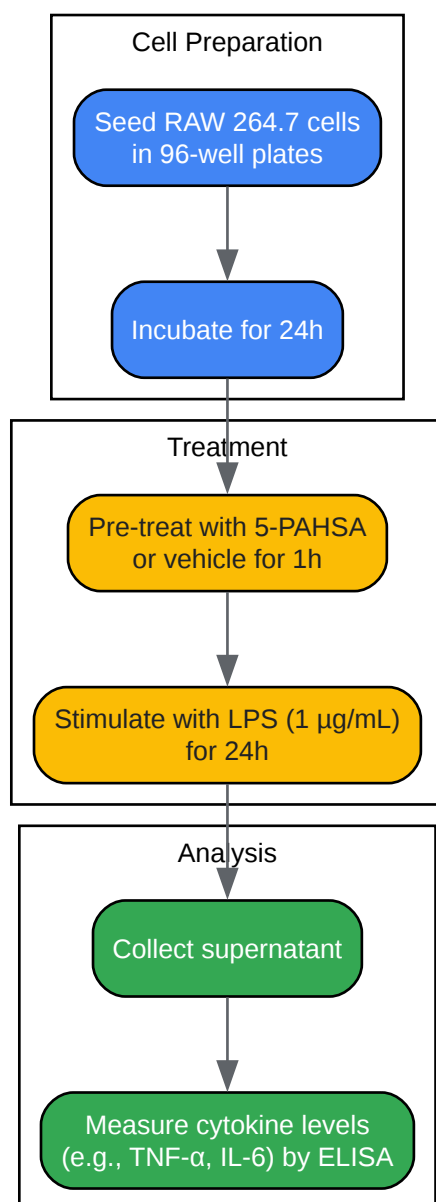 Cell Preparation
Seed RAW 264.7 cells
in 96-well plates
Incubate for 24h
Treatment
Pre-treat with 5-PAHSA
or vehicle for 1h
Stimulate with LPS (1 µg/mL)
for 24h
Analysis
Collect supernatant
Measure cytokine levels
(e.g., TNF-α, IL-6) by ELISA